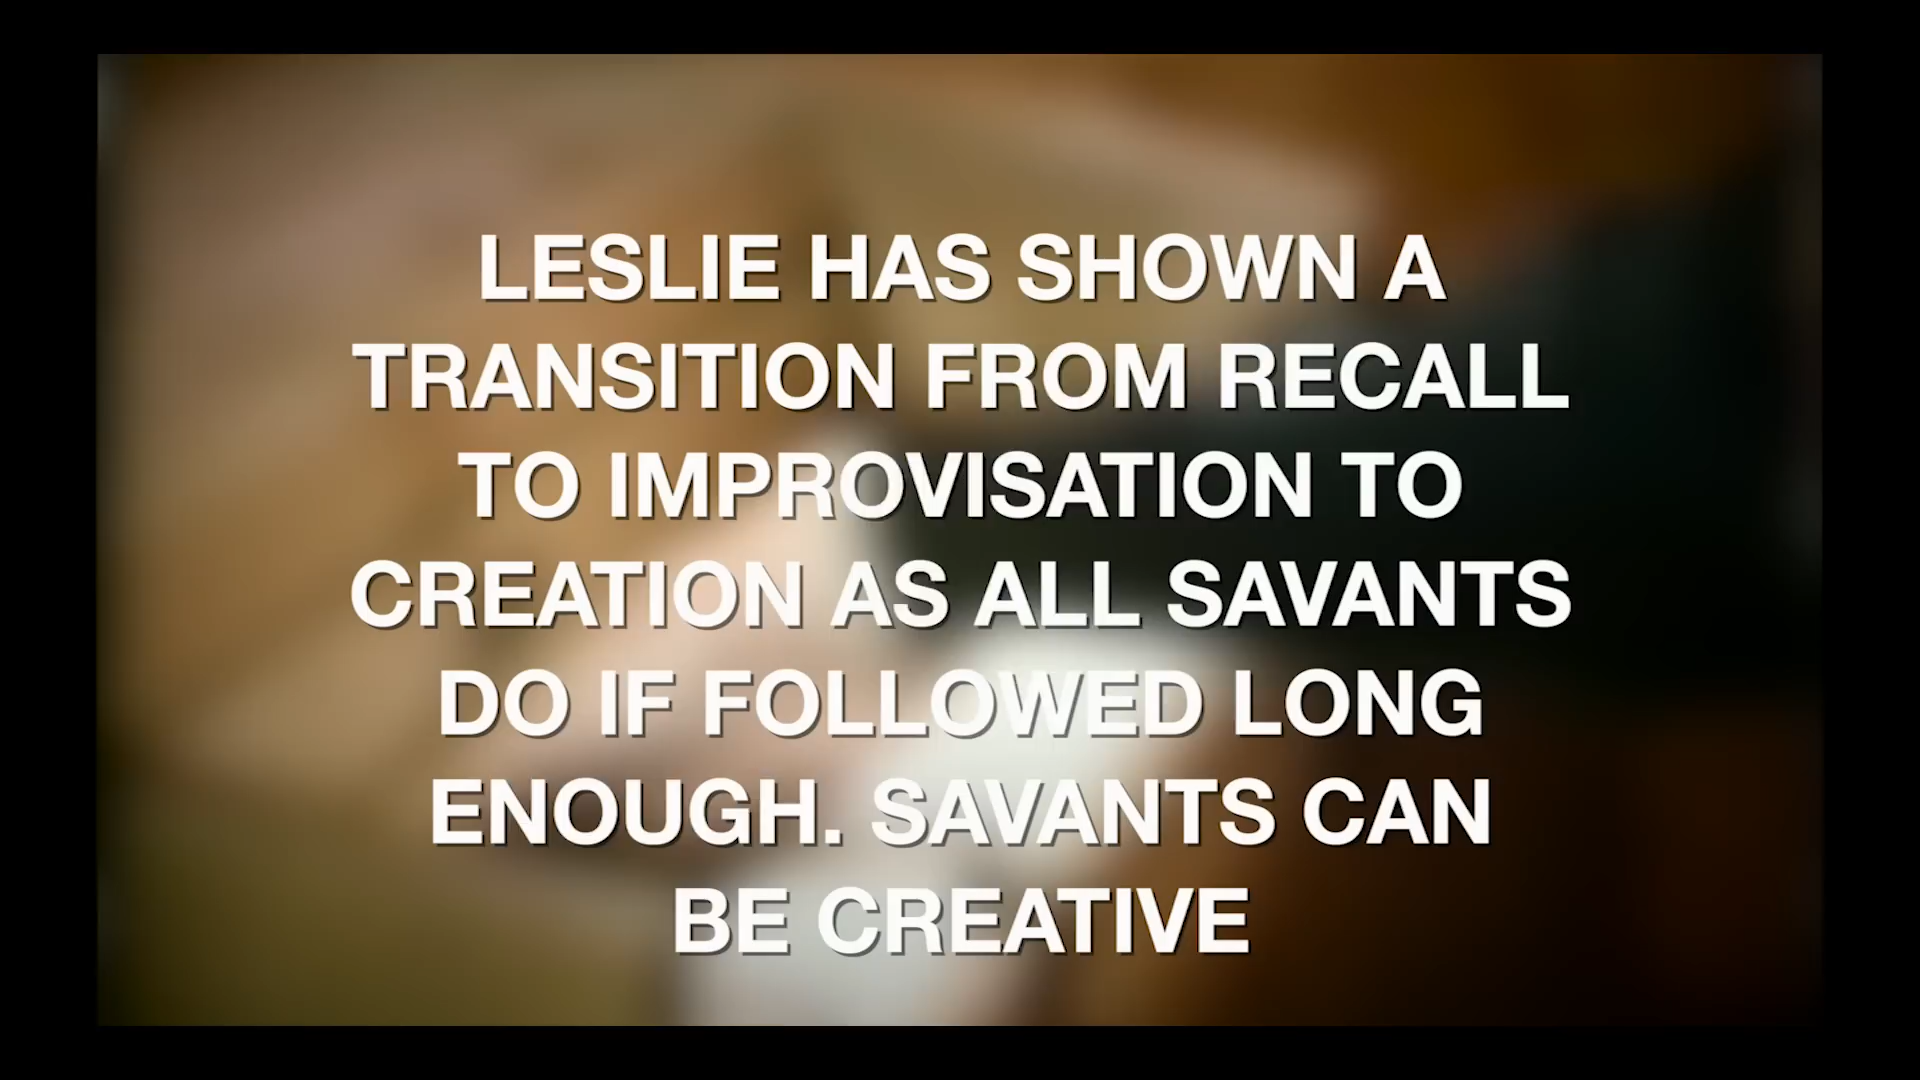 LESLIE HAS SHOWN A
TRANSITION FROM RECALL
TO IMPROVISATION TO
CREATION AS ALL SAVANTS
DO IF FOLLOWED LONG
ENOUGH. SAVANTS CAN
BE CREATIVE